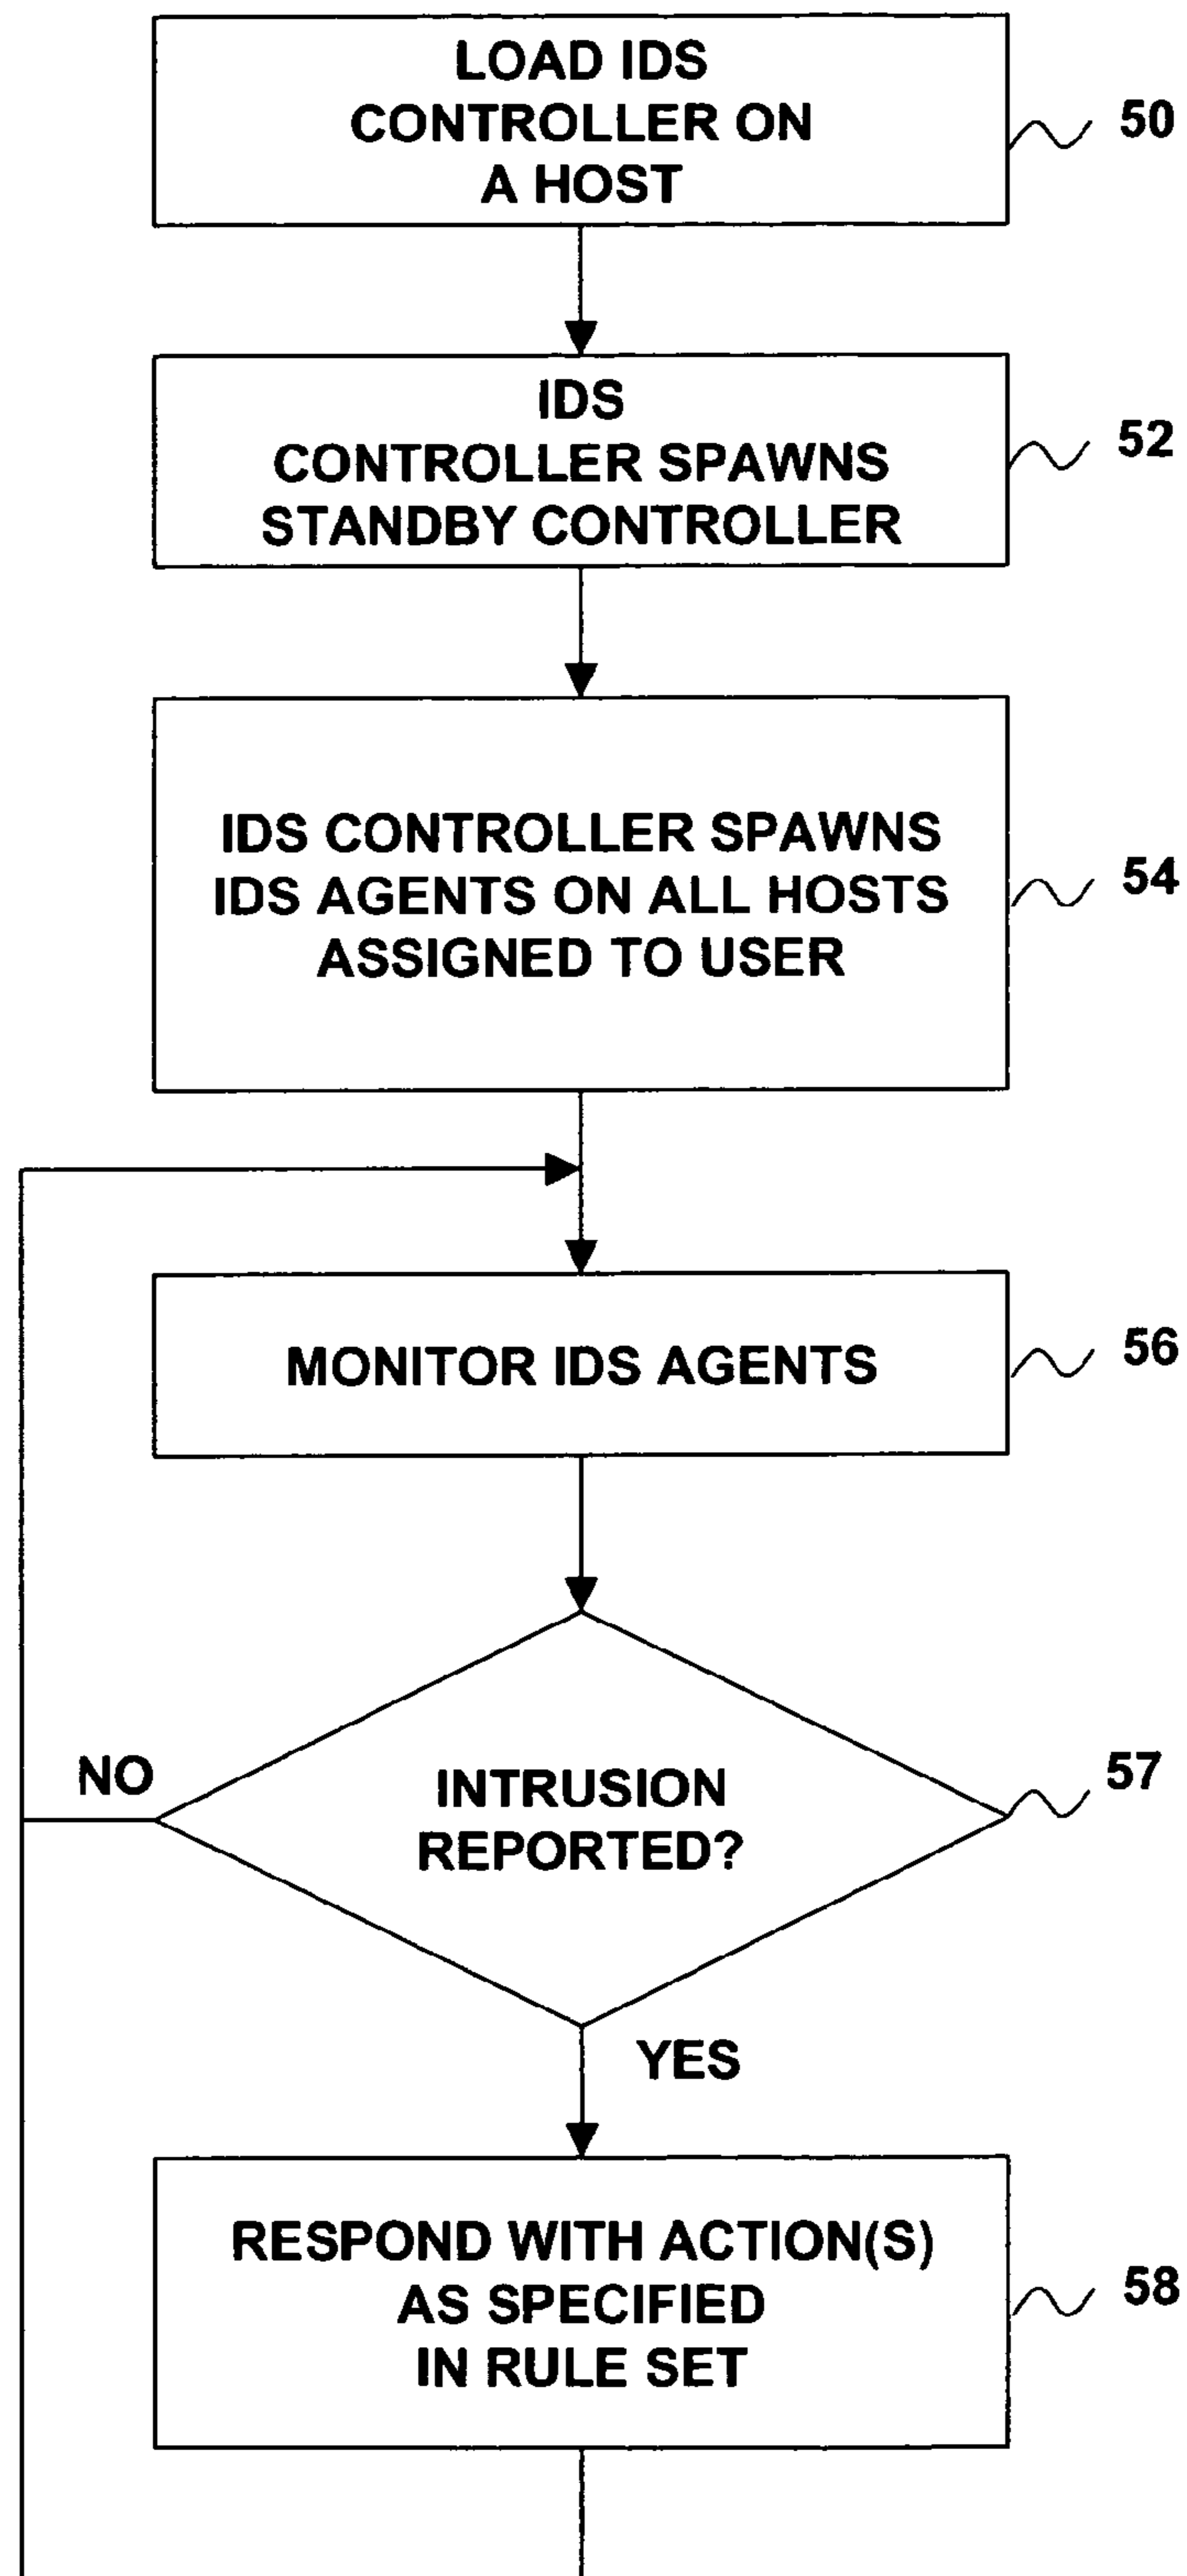 LOAD IDS
CONTROLLER ON
A HOST
50
IDS
CONTROLLER SPAWNS
STANDBY CONTROLLER
52
IDS CONTROLLER SPAWNS
IDS AGENTS ON ALL HOSTS
ASSIGNED TO USER
54
MONITOR IDS AGENTS
56
NO
INTRUSION
REPORTED?
57
YES
RESPOND WITH ACTION(S)
AS SPECIFIED
IN RULE SET
58